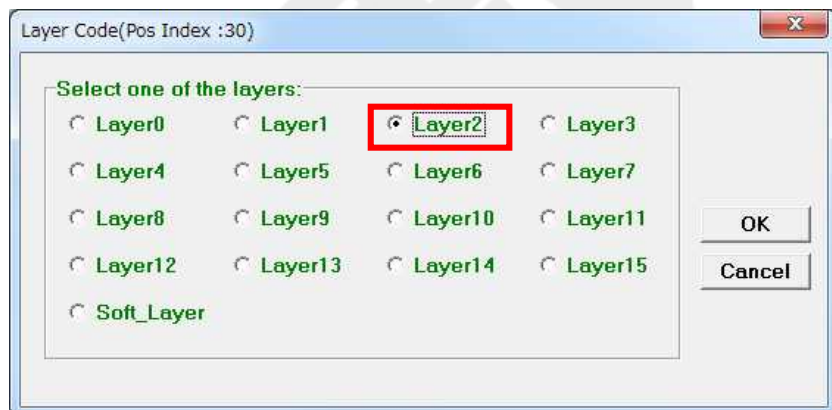 Layer Code(Pos Index :30)
Select one of the layers:
Layer0 Layer1 Layer2 Layer3
Layer4 Layer5 Layer6 Layer7
Layer8 Layer9 Layer10 Layer11
OK
Layer12 Layer13 Layer14 Layer15
Cancel
Soft_Layer